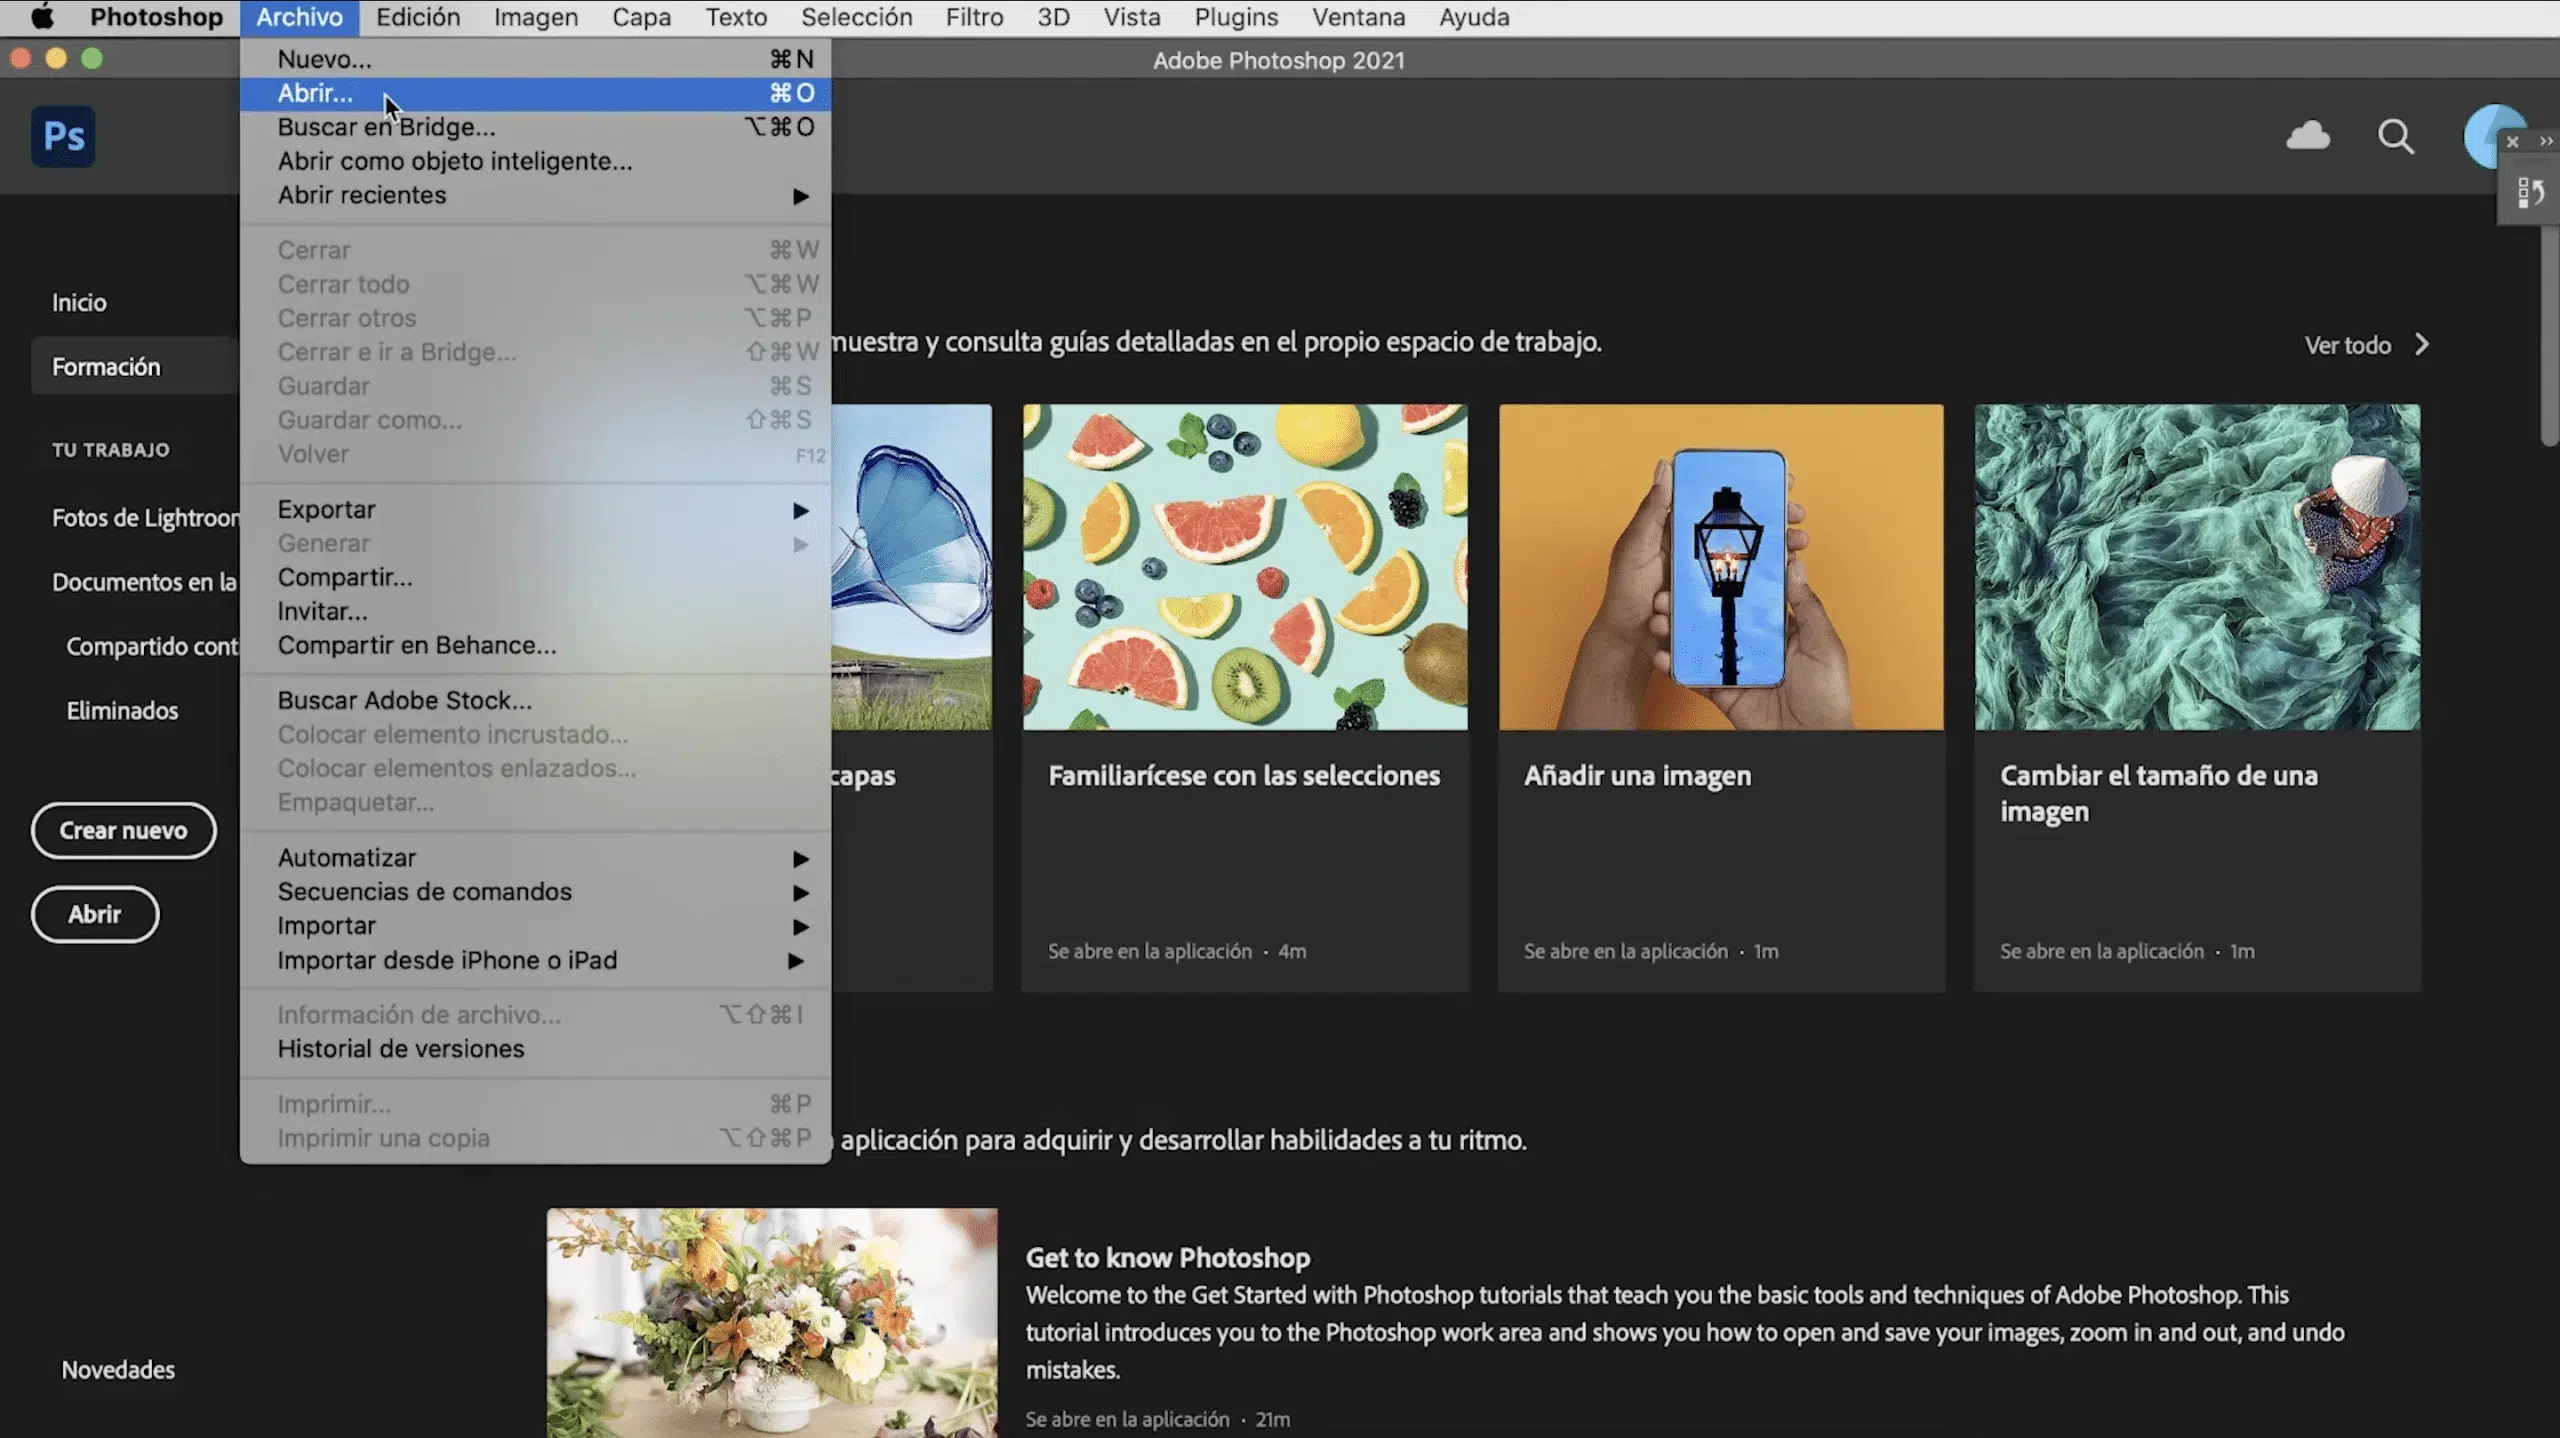 Photoshop Archivo Edición Imagen Capa Texto Selección Filtro 3D Vista Plugins Ventana Ayuda
Adobe Photoshop 2021
Ps
Nuevo... ⌘N
Abrir... ⌘O
Buscar en Bridge... ⌥⌘O
Abrir como objeto inteligente...
Abrir recientes ▶
Cerrar ⌘W
Cerrar todo ⌥⌘W
Cerrar otros ⌥⌘P
Cerrar e ir a Bridge... ⇧⌘W
Guardar ⌘S
Guardar como... ⇧⌘S
Volver F12
Exportar ▶
Generar ▶
Compartir...
Invitar...
Compartir en Behance...
Buscar Adobe Stock...
Colocar elemento incrustado...
Colocar elementos enlazados...
Empaquetar...
Automatizar ▶
Secuencias de comandos ▶
Importar ▶
Importar desde iPhone o iPad ▶
Información de archivo... ⌥⇧⌘I
Historial de versiones
Imprimir... ⌘P
Imprimir una copia ⌥⇧⌘P
Inicio
Formación
TU TRABAJO
Fotos de Lightroom
Documentos en la
Compartido cont
Eliminados
Crear nuevo
Abrir
Novedades
muestra y consulta guías detalladas en el propio espacio de trabajo.
Ver todo
capas
Familiarícese con las selecciones
Se abre en la aplicación · 4m
Añadir una imagen
Se abre en la aplicación · 1m
Cambiar el tamaño de una
imagen
Se abre en la aplicación · 1m
aplicación para adquirir y desarrollar habilidades a tu ritmo.
Get to know Photoshop
Welcome to the Get Started with Photoshop tutorials that teach you the basic tools and techniques of Adobe Photoshop. This
tutorial introduces you to the Photoshop work area and shows you how to open and save your images, zoom in and out, and undo
mistakes.
Se abre en la aplicación · 21m